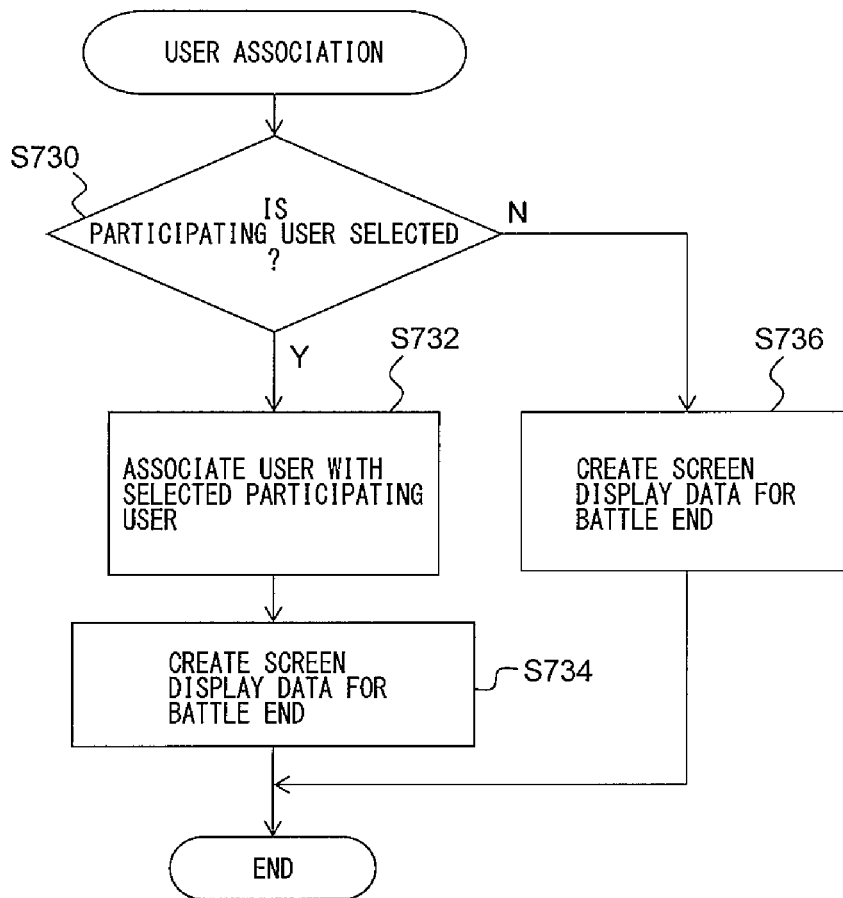 USER ASSOCIATION
S730
IS
PARTICIPATING USER SELECTED
?
N
Y
S732
S736
ASSOCIATE USER WITH
SELECTED PARTICIPATING
USER
CREATE SCREEN
DISPLAY DATA FOR
BATTLE END
CREATE SCREEN
DISPLAY DATA FOR
BATTLE END
S734
END